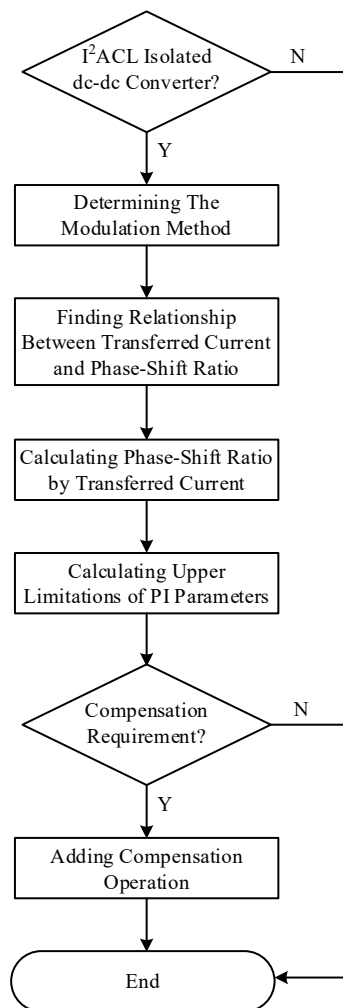 I²ACL Isolated
dc-dc Converter?
N
Y
Determining The
Modulation Method
Finding Relationship
Between Transferred Current
and Phase-Shift Ratio
Calculating Phase-Shift Ratio
by Transferred Current
Calculating Upper
Limitations of PI Parameters
Compensation
Requirement?
N
Y
Adding Compensation
Operation
End